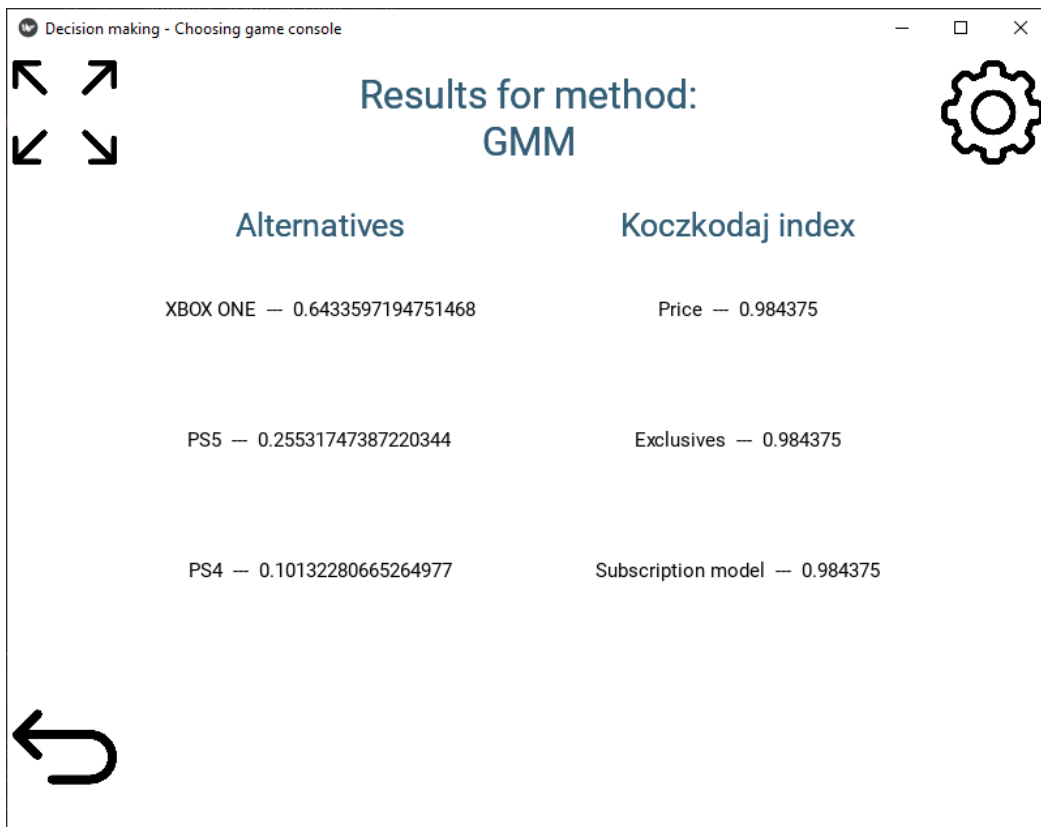 Decision making - Choosing game console
Results for method:
GMM
Alternatives
Koczkodaj index
XBOX ONE --- 0.6433597194751468
Price --- 0.984375
PS5 --- 0.25531747387220344
Exclusives --- 0.984375
PS4 --- 0.10132280665264977
Subscription model --- 0.984375